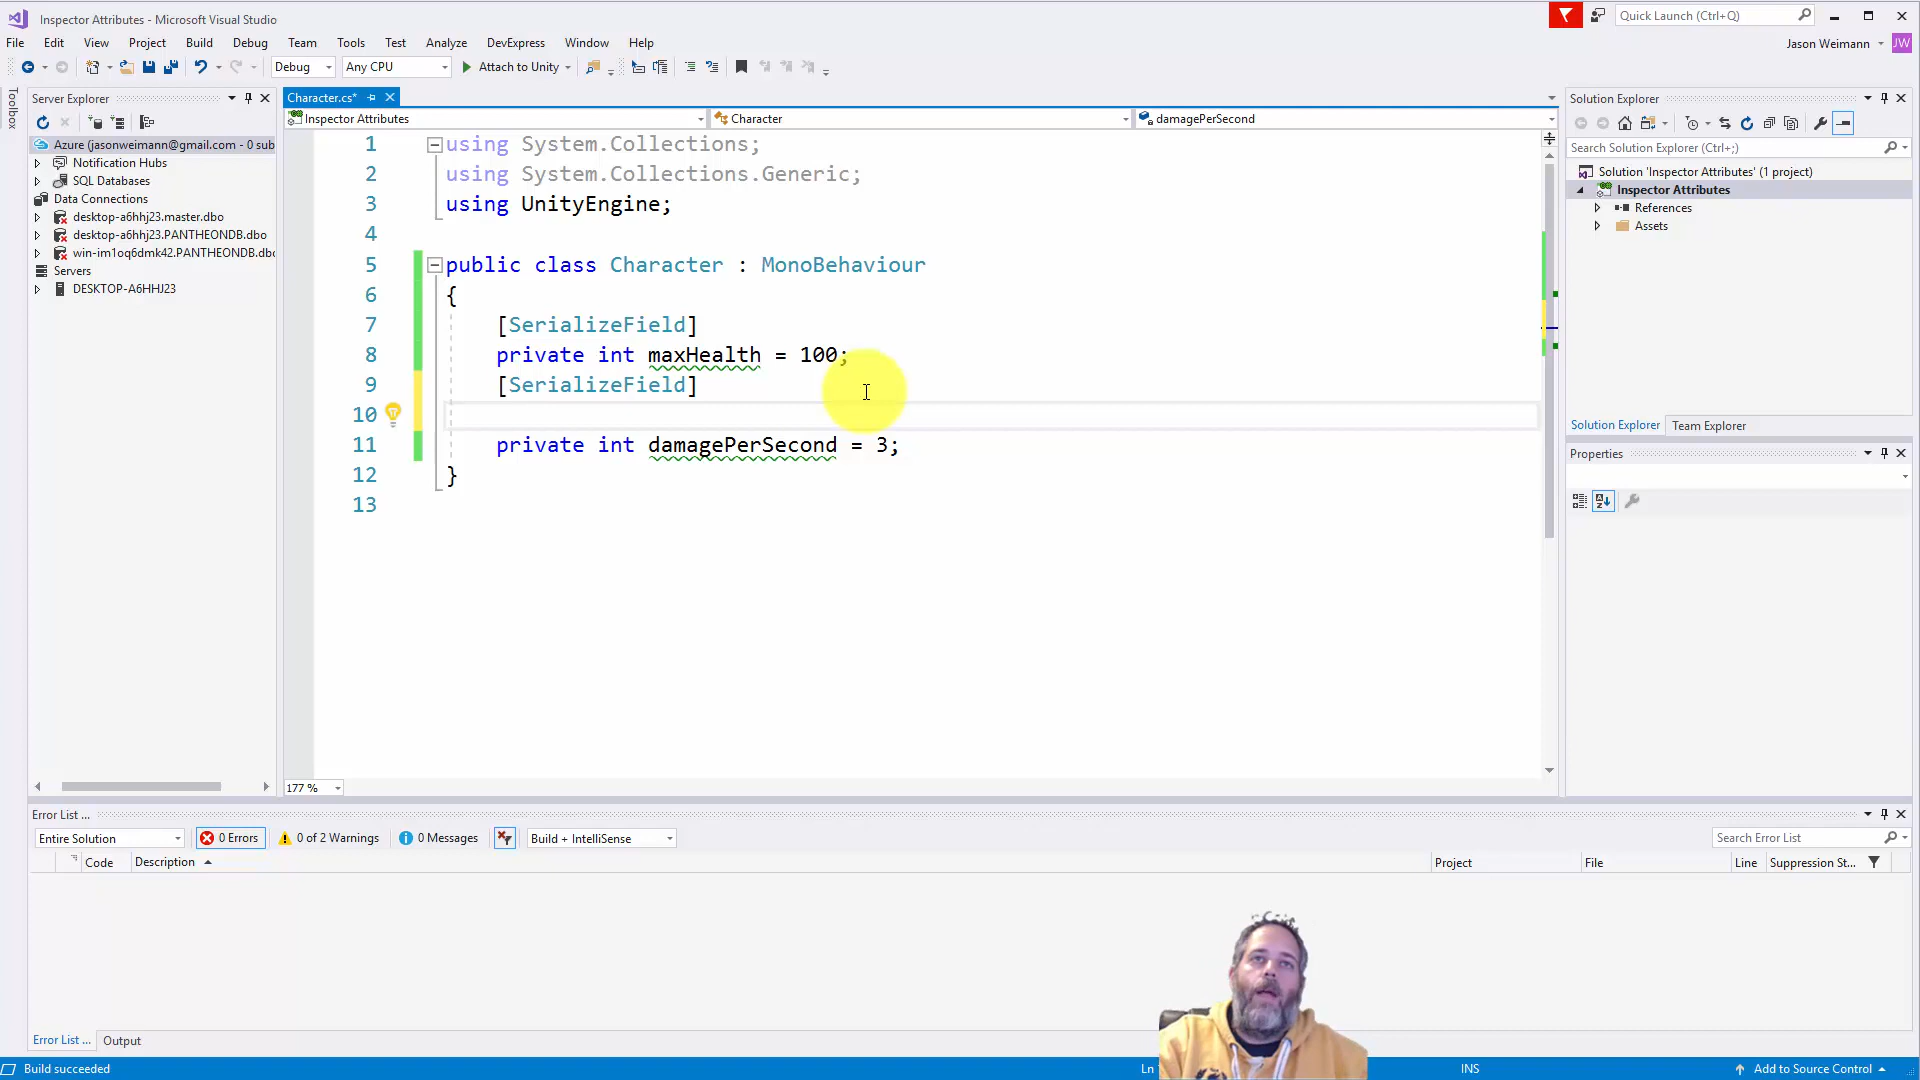 Inspector Attributes - Microsoft Visual Studio
Quick Launch (Ctrl+Q)
File Edit View Project Build Debug Team Tools Test Analyze DevExpress Window Help
Jason Weimann JW
Debug Any CPU Attach to Unity
Toolbox
Server Explorer
Azure (jasonweimann@gmail.com - 0 sub
Notification Hubs
SQL Databases
Data Connections
desktop-a6hhj23.master.dbo
desktop-a6hhj23.PANTHEONDB.dbo
win-im1oq6dmk42.PANTHEONDB.dbo
Servers
DESKTOP-A6HHJ23
Character.cs*
Inspector Attributes Character damagePerSecond
1 using System.Collections;
2 using System.Collections.Generic;
3 using UnityEngine;
4
5 public class Character : MonoBehaviour
6 {
7 [SerializeField]
8 private int maxHealth = 100;
9 [SerializeField]
10
11 private int damagePerSecond = 3;
12 }
13
177 %
Solution Explorer
Search Solution Explorer (Ctrl+;)
Solution 'Inspector Attributes' (1 project)
Inspector Attributes
References
Assets
Solution Explorer Team Explorer
Properties
Error List ...
Entire Solution 0 Errors 0 of 2 Warnings 0 Messages Build + IntelliSense Search Error List
Code Description Project File Line Suppression St...
Error List ... Output
Build succeeded Ln INS Add to Source Control